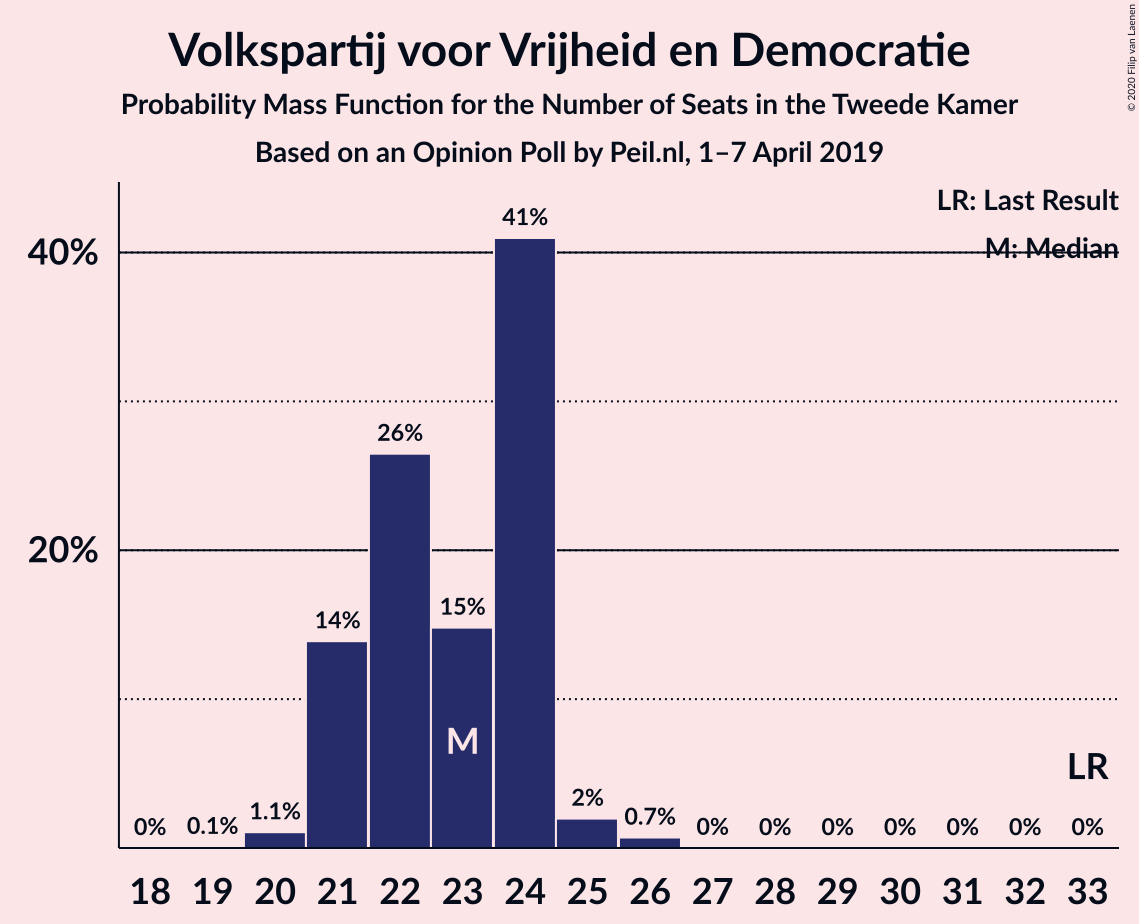 Volkspartij voor Vrijheid en Democratie
Probability Mass Function for the Number of Seats in the Tweede Kamer
Based on an Opinion Poll by Peil.nl, 1–7 April 2019
© 2020 Filip van Laenen
LR: Last Result
M: Median
40%
20%
0%
0.1%
1.1%
14%
26%
15%
41%
2%
0.7%
0%
0%
0%
0%
0%
0%
0%
M
LR
18 19 20 21 22 23 24 25 26 27 28 29 30 31 32 33